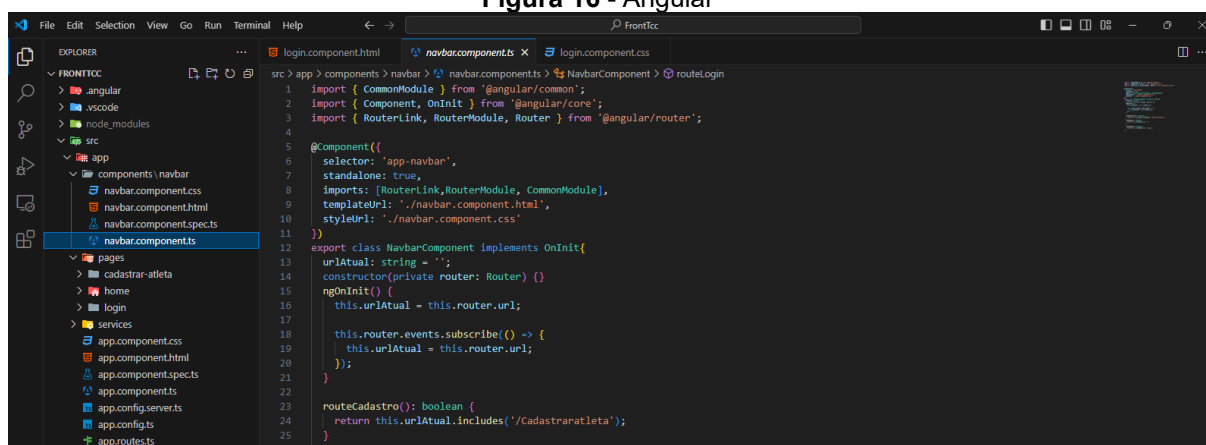 Figura 16 - Angular
File Edit Selection View Go Run Terminal Help
FrontTcc
EXPLORER
FRONTTCC
.angular
.vscode
node_modules
src
app
components \ navbar
navbar.component.css
navbar.component.html
navbar.component.spec.ts
navbar.component.ts
pages
cadastrar-atleta
home
login
services
app.component.css
app.component.html
app.component.spec.ts
app.component.ts
app.config.server.ts
app.config.ts
app.routes.ts
login.component.html navbar.component.ts login.component.css
src > app > components > navbar > navbar.component.ts > NavbarComponent > routeLogin
1 import { CommonModule } from '@angular/common';
2 import { Component, OnInit } from '@angular/core';
3 import { RouterLink, RouterModule, Router } from '@angular/router';
4
5 @Component({
6 selector: 'app-navbar',
7 standalone: true,
8 imports: [RouterLink,RouterModule, CommonModule],
9 templateUrl: './navbar.component.html',
10 styleUrl: './navbar.component.css'
11 })
12 export class NavbarComponent implements OnInit{
13 urlAtual: string = '';
14 constructor(private router: Router) {}
15 ngOnInit() {
16 this.urlAtual = this.router.url;
17
18 this.router.events.subscribe(() => {
19 this.urlAtual = this.router.url;
20 });
21 }
22
23 routeCadastro(): boolean {
24 return this.urlAtual.includes('/Cadastraratleta');
25 }